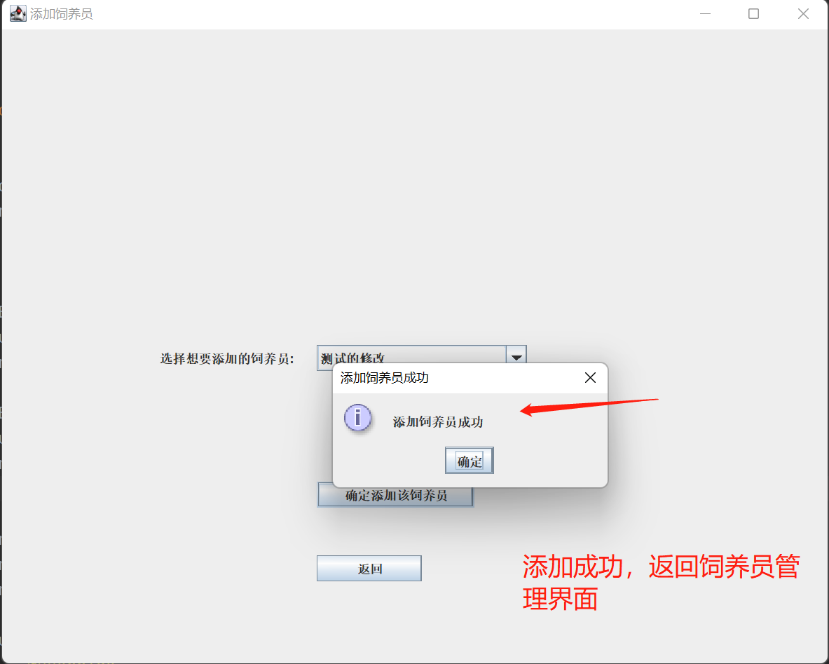 添加饲养员
选择想要添加的饲养员：
测试的修改
添加饲养员成功
添加饲养员成功
确定
确定添加该饲养员
返回
添加成功，返回饲养员管
理界面